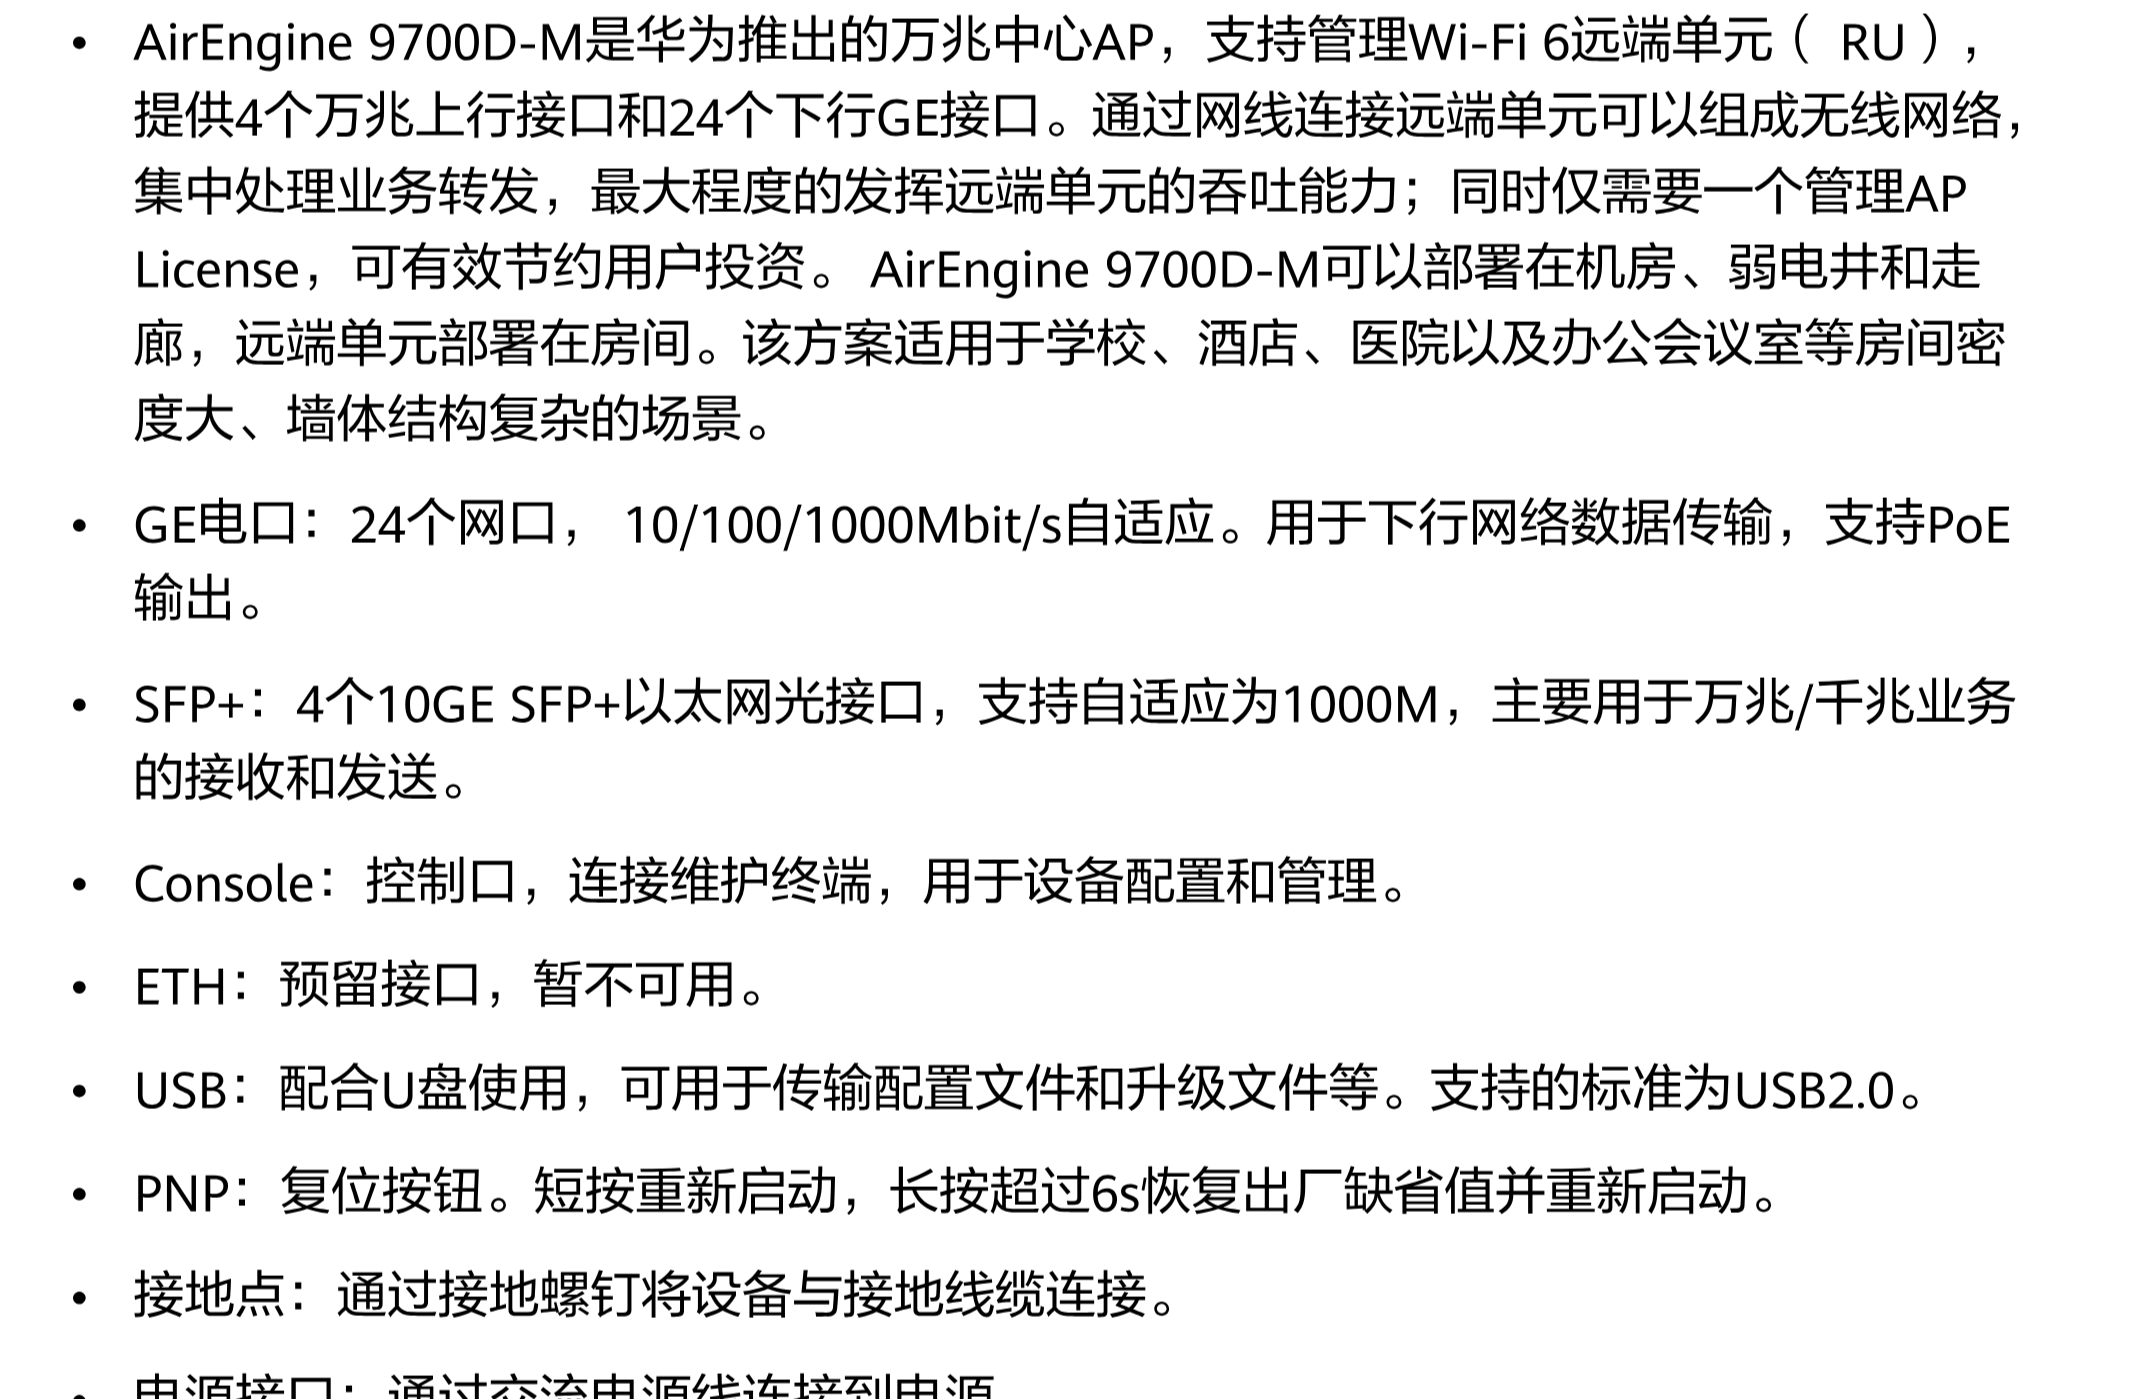 • AirEngine 9700D-M是华为推出的万兆中心AP，支持管理Wi-Fi 6远端单元（ RU），
提供4个万兆上行接口和24个下行GE接口。通过网线连接远端单元可以组成无线网络，
集中处理业务转发，最大程度的发挥远端单元的吞吐能力；同时仅需要一个管理AP
License，可有效节约用户投资。 AirEngine 9700D-M可以部署在机房、弱电井和走
廊，远端单元部署在房间。该方案适用于学校、酒店、医院以及办公会议室等房间密
度大、墙体结构复杂的场景。
• GE电口：24个网口， 10/100/1000Mbit/s自适应。用于下行网络数据传输，支持PoE
输出。
• SFP+：4个10GE SFP+以太网光接口，支持自适应为1000M，主要用于万兆/千兆业务
的接收和发送。
• Console：控制口，连接维护终端，用于设备配置和管理。
• ETH：预留接口，暂不可用。
• USB：配合U盘使用，可用于传输配置文件和升级文件等。支持的标准为USB2.0。
• PNP：复位按钮。短按重新启动，长按超过6s恢复出厂缺省值并重新启动。
• 接地点：通过接地螺钉将设备与接地线缆连接。
• 电源接口：通过交流电源线连接到电源